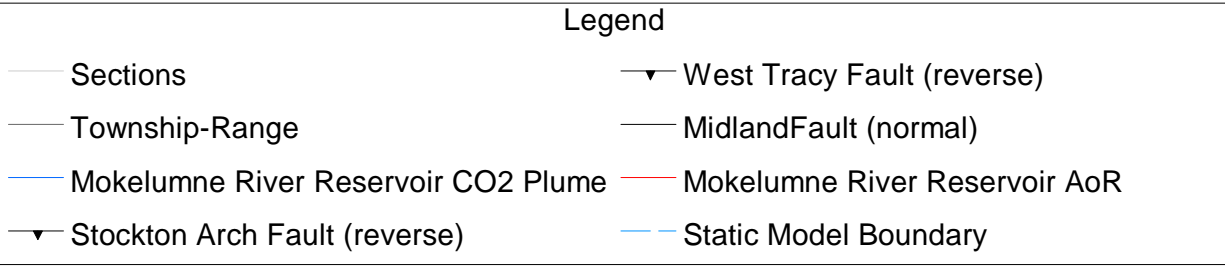 Legend
Sections
West Tracy Fault (reverse)
Township-Range
MidlandFault (normal)
Mokelumne River Reservoir CO2 Plume
Mokelumne River Reservoir AoR
Stockton Arch Fault (reverse)
Static Model Boundary